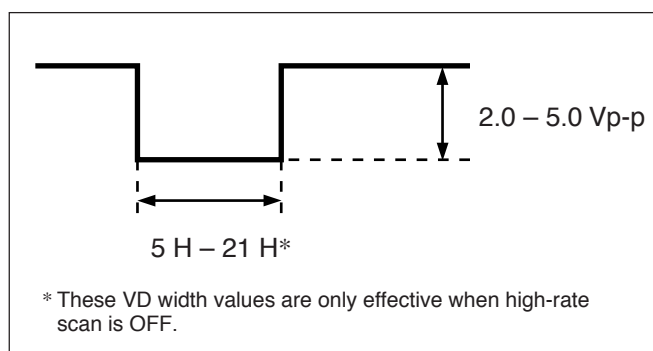 2.0 – 5.0 Vp-p
5 H – 21 H*
* These VD width values are only effective when high-rate
scan is OFF.